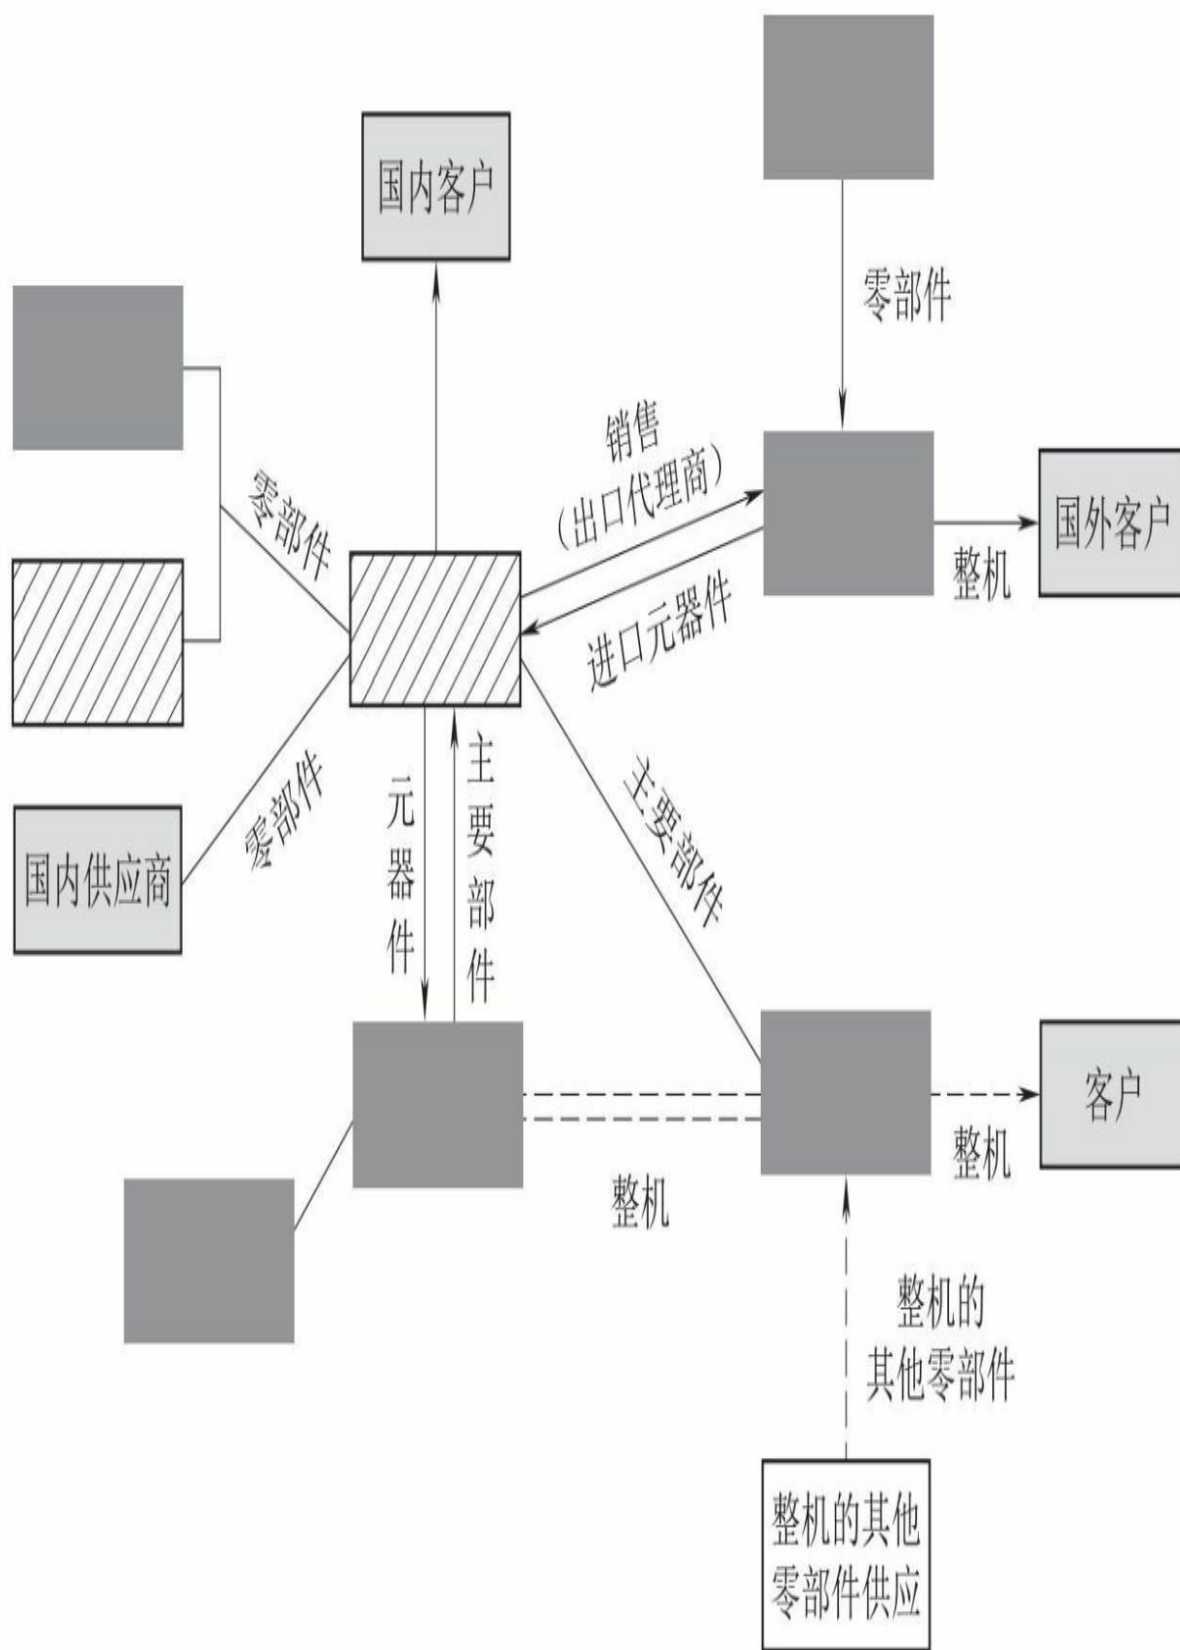 国内客户
零部件
销售
（出口代理商）
零部件
国外客户
整机
进口元器件
零部件
国内供应商
元器件
主要部件
主要部件
客户
整机
整机
整机的
其他零部件
整机的其他
零部件供应